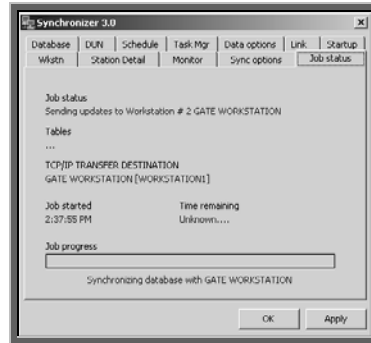 Synchronizer 3.0
Database DUN Schedule Task Mgr Data options Link Startup
Wkstn Station Detail Monitor Sync options Job status
Job status
Sending updates to Workstation # 2 GATE WORKSTATION
Tables
...
TCP/IP TRANSFER DESTINATION
GATE WORKSTATION [WORKSTATION1]
Job started Time remaining
2:37:55 PM Unknown....
Job progress
Synchronizing database with GATE WORKSTATION
OK Apply